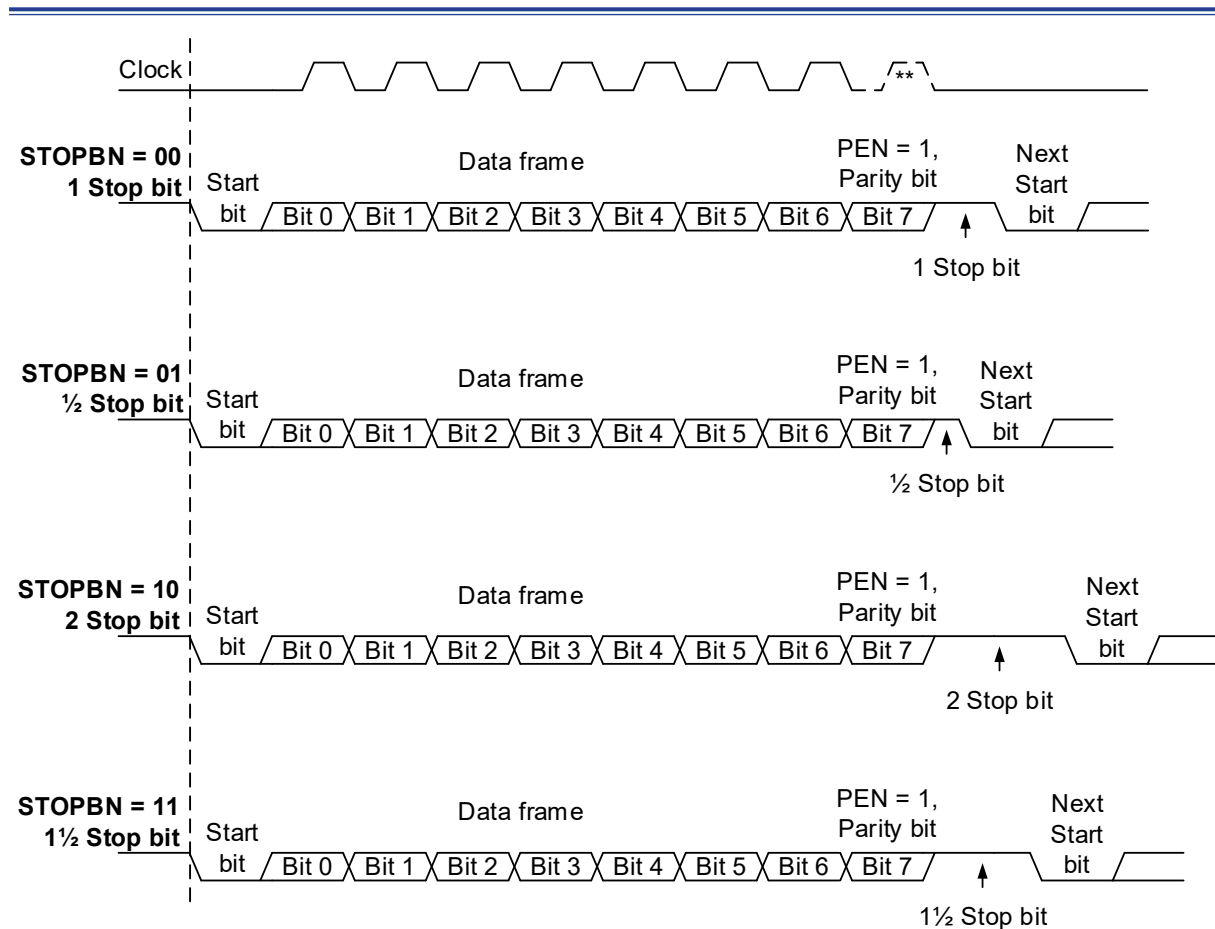 Clock
**
STOPBN = 00
1 Stop bit
Start
bit
Data frame
PEN = 1,
Parity bit
Next
Start
bit
Bit 0 Bit 1 Bit 2 Bit 3 Bit 4 Bit 5 Bit 6 Bit 7
1 Stop bit
STOPBN = 01
½ Stop bit
Start
bit
Data frame
PEN = 1,
Parity bit
Next
Start
bit
Bit 0 Bit 1 Bit 2 Bit 3 Bit 4 Bit 5 Bit 6 Bit 7
½ Stop bit
STOPBN = 10
2 Stop bit
Start
bit
Data frame
PEN = 1,
Parity bit
Next
Start
bit
Bit 0 Bit 1 Bit 2 Bit 3 Bit 4 Bit 5 Bit 6 Bit 7
2 Stop bit
STOPBN = 11
1½ Stop bit
Start
bit
Data frame
PEN = 1,
Parity bit
Next
Start
bit
Bit 0 Bit 1 Bit 2 Bit 3 Bit 4 Bit 5 Bit 6 Bit 7
1½ Stop bit